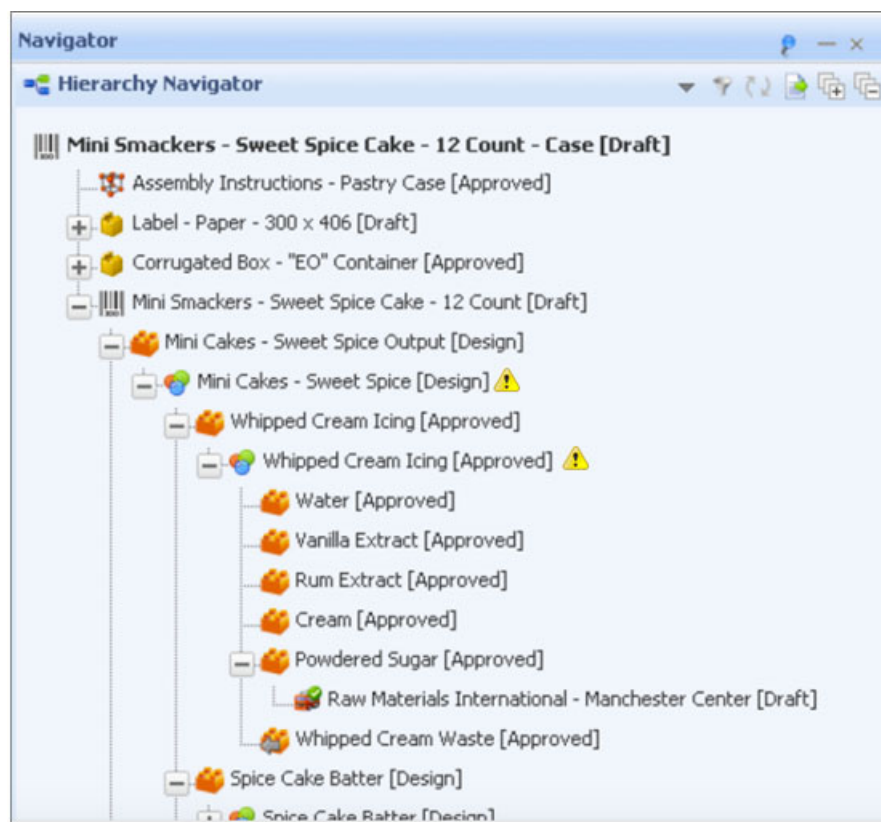 Navigator
Hierarchy Navigator
Mini Smackers - Sweet Spice Cake - 12 Count - Case [Draft]
Assembly Instructions - Pastry Case [Approved]
Label - Paper - 300 x 406 [Draft]
Corrugated Box - "EO" Container [Approved]
Mini Smackers - Sweet Spice Cake - 12 Count [Draft]
Mini Cakes - Sweet Spice Output [Design]
Mini Cakes - Sweet Spice [Design]
Whipped Cream Icing [Approved]
Whipped Cream Icing [Approved]
Water [Approved]
Vanilla Extract [Approved]
Rum Extract [Approved]
Cream [Approved]
Powdered Sugar [Approved]
Raw Materials International - Manchester Center [Draft]
Whipped Cream Waste [Approved]
Spice Cake Batter [Design]
Spice Cake Batter [Design]